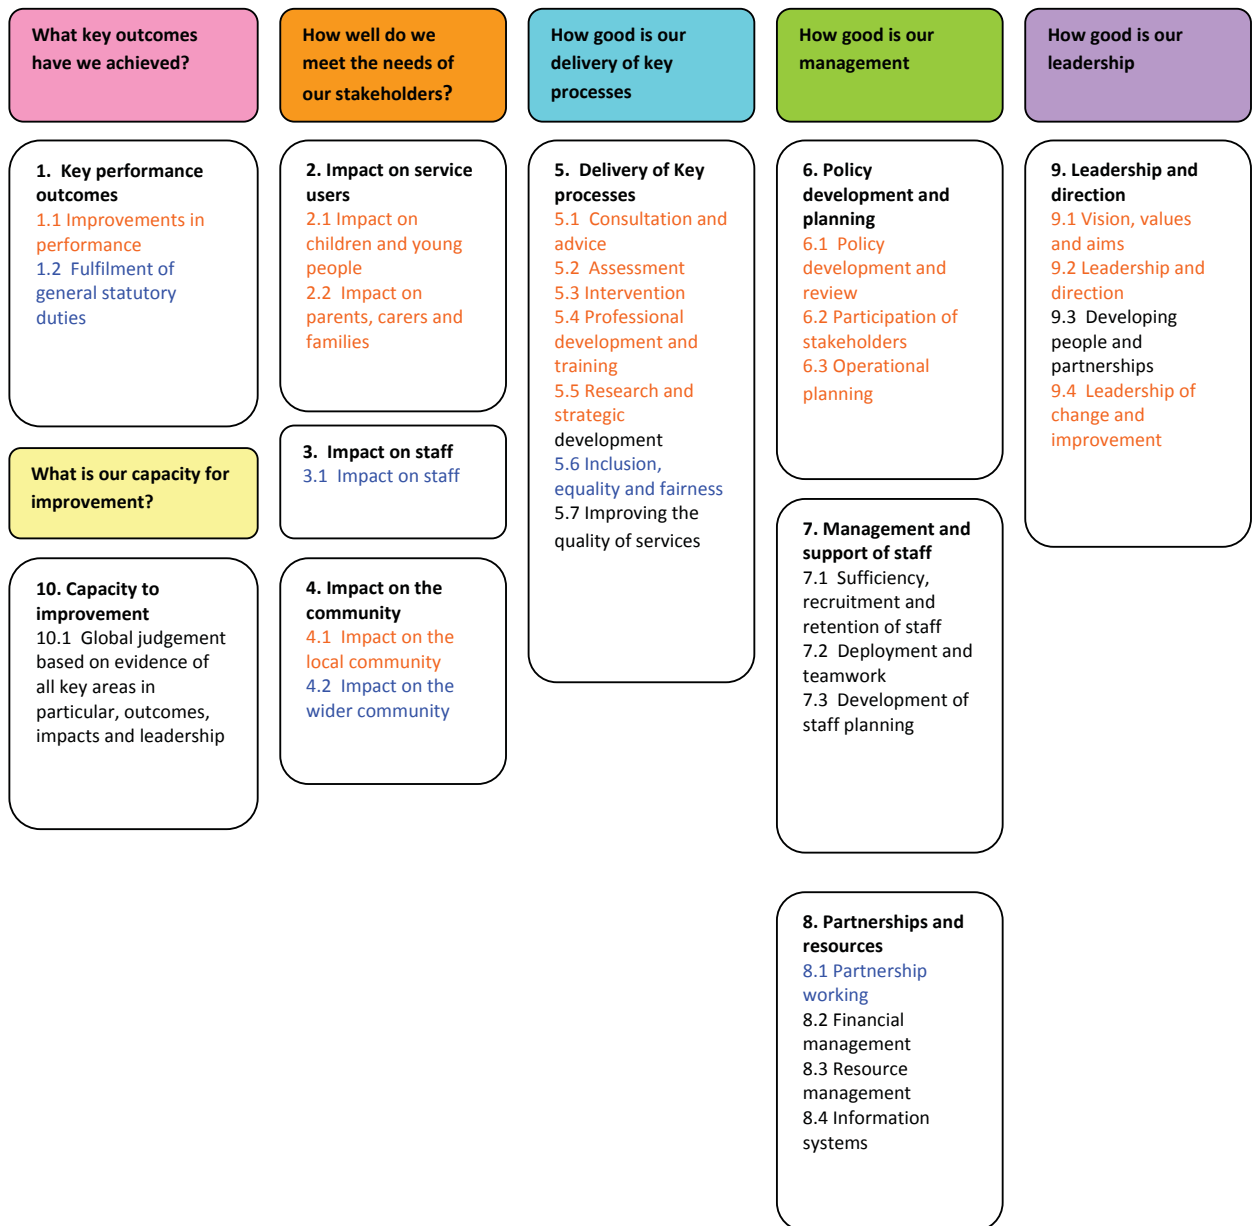 What key outcomes
have we achieved?
How well do we
meet the needs of
our stakeholders?
How good is our
delivery of key
processes
How good is our
management
How good is our
leadership
1.  Key performance
outcomes
1.1 Improvements in
performance
1.2  Fulfilment of
general statutory
duties
What is our capacity for
improvement?
10. Capacity to
improvement
10.1  Global judgement
based on evidence of
all key areas in
particular, outcomes,
impacts and leadership
2. Impact on service
users
2.1 Impact on
children and young
people
2.2  Impact on
parents, carers and
families
3.  Impact on staff
3.1  Impact on staff
4. Impact on the
community
4.1  Impact on the
local community
4.2  Impact on the
wider community
5.  Delivery of Key
processes
5.1  Consultation and
advice
5.2  Assessment
5.3 Intervention
5.4 Professional
development and
training
5.5 Research and
strategic
development
5.6 Inclusion,
equality and fairness
5.7 Improving the
quality of services
6. Policy
development and
planning
6.1  Policy
development and
review
6.2 Participation of
stakeholders
6.3 Operational
planning
7. Management and
support of staff
7.1  Sufficiency,
recruitment and
retention of staff
7.2  Deployment and
teamwork
7.3  Development of
staff planning
8. Partnerships and
resources
8.1 Partnership
working
8.2 Financial
management
8.3 Resource
management
8.4 Information
systems
9. Leadership and
direction
9.1 Vision, values
and aims
9.2 Leadership and
direction
9.3  Developing
people and
partnerships
9.4  Leadership of
change and
improvement